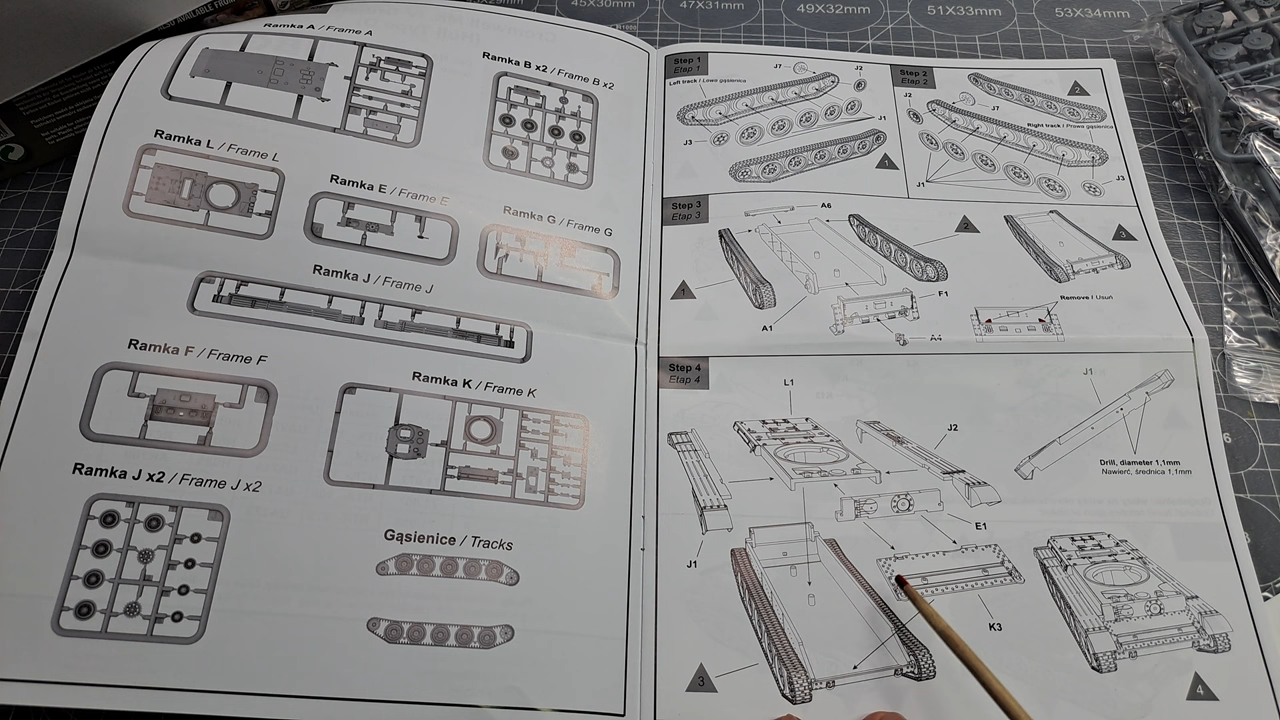 45X30mm
47X31mm
49X32mm
51X33mm
53X34mm
Ramka A / Frame A
Ramka B x2 / Frame B x2
Ramka L / Frame L
Ramka E / Frame E
Ramka G / Frame G
Ramka J / Frame J
Ramka F / Frame F
Ramka K / Frame K
Ramka J x2 / Frame J x2
Gąsienice / Tracks
Step 1
Etap 1
Left track / Lewa gąsienica
J7
J2
J1
J3
1
Step 2
Etap 2
J2
J7
2
Right track / Prawa gąsienica
J1
J3
Step 3
Etap 3
A6
2
3
1
A1
F1
A4
Remove / Usuń
Step 4
Etap 4
L1
J2
J1
Drill, diameter 1,1mm
Nawierć, średnica 1,1mm
E1
J1
K3
3
4